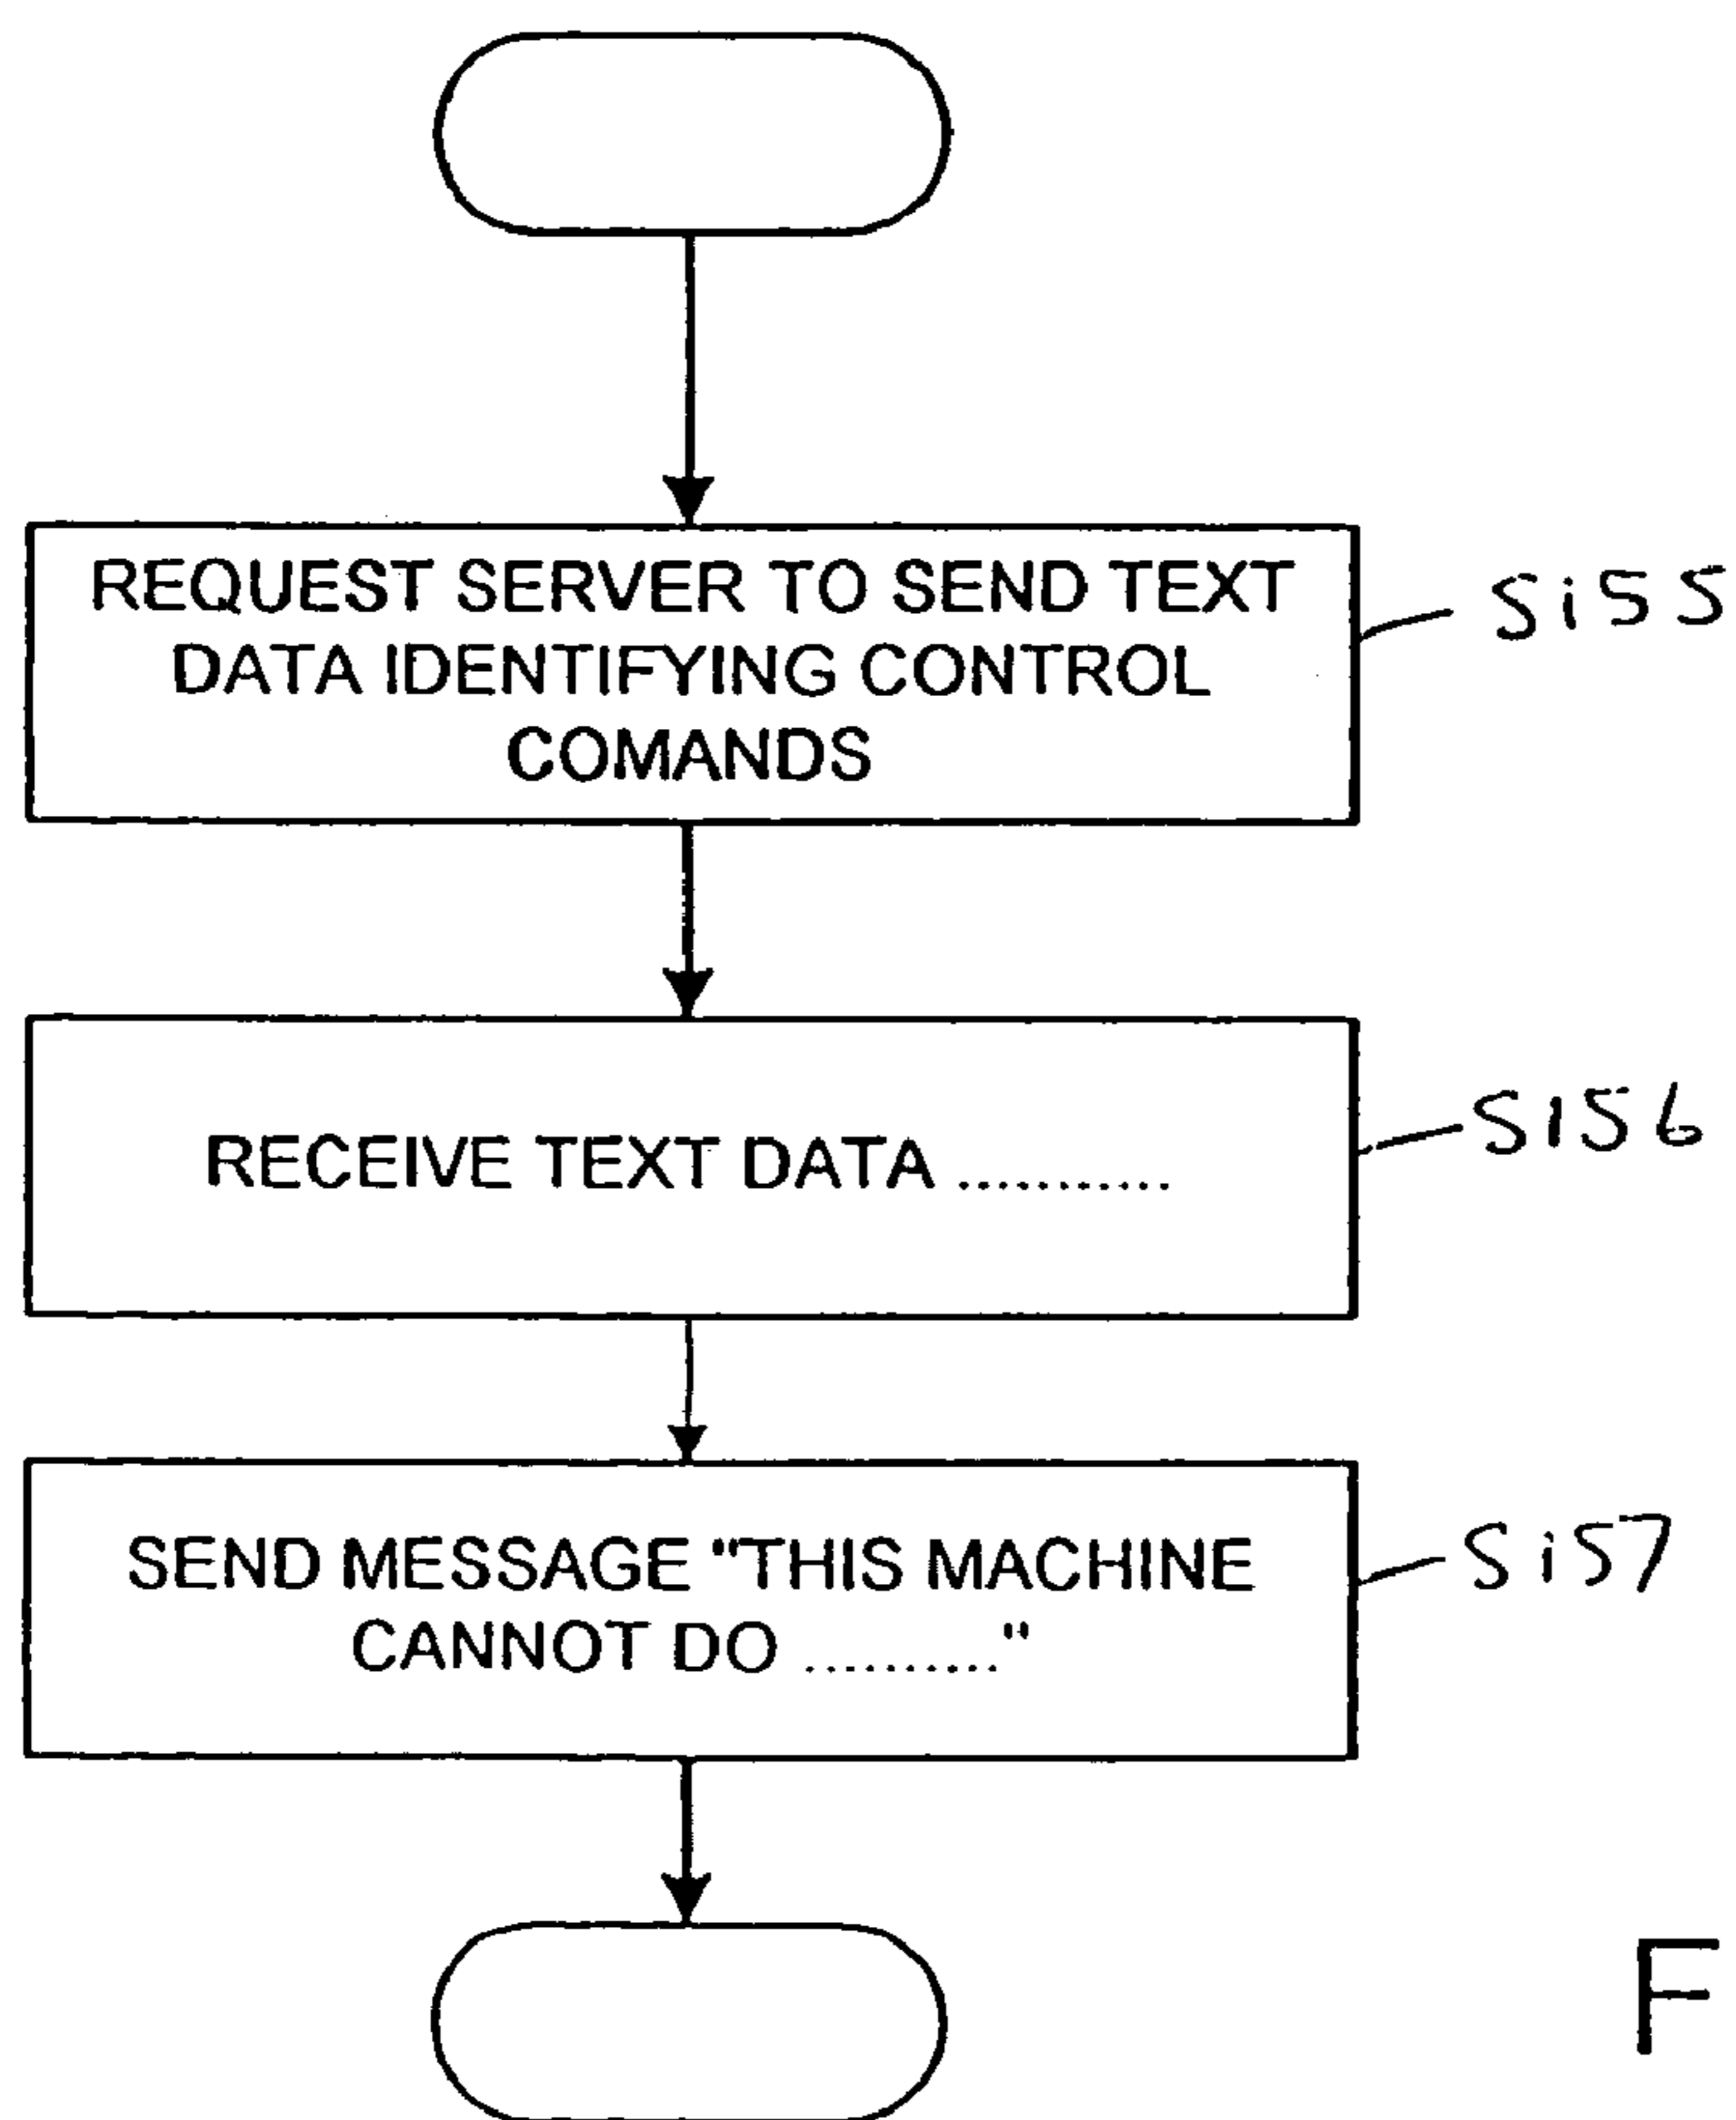 REQUEST SERVER TO SEND TEXT
DATA IDENTIFYING CONTROL
COMANDS
S155
RECEIVE TEXT DATA ...........
S156
SEND MESSAGE "THIS MACHINE
CANNOT DO .......... "
S157
F